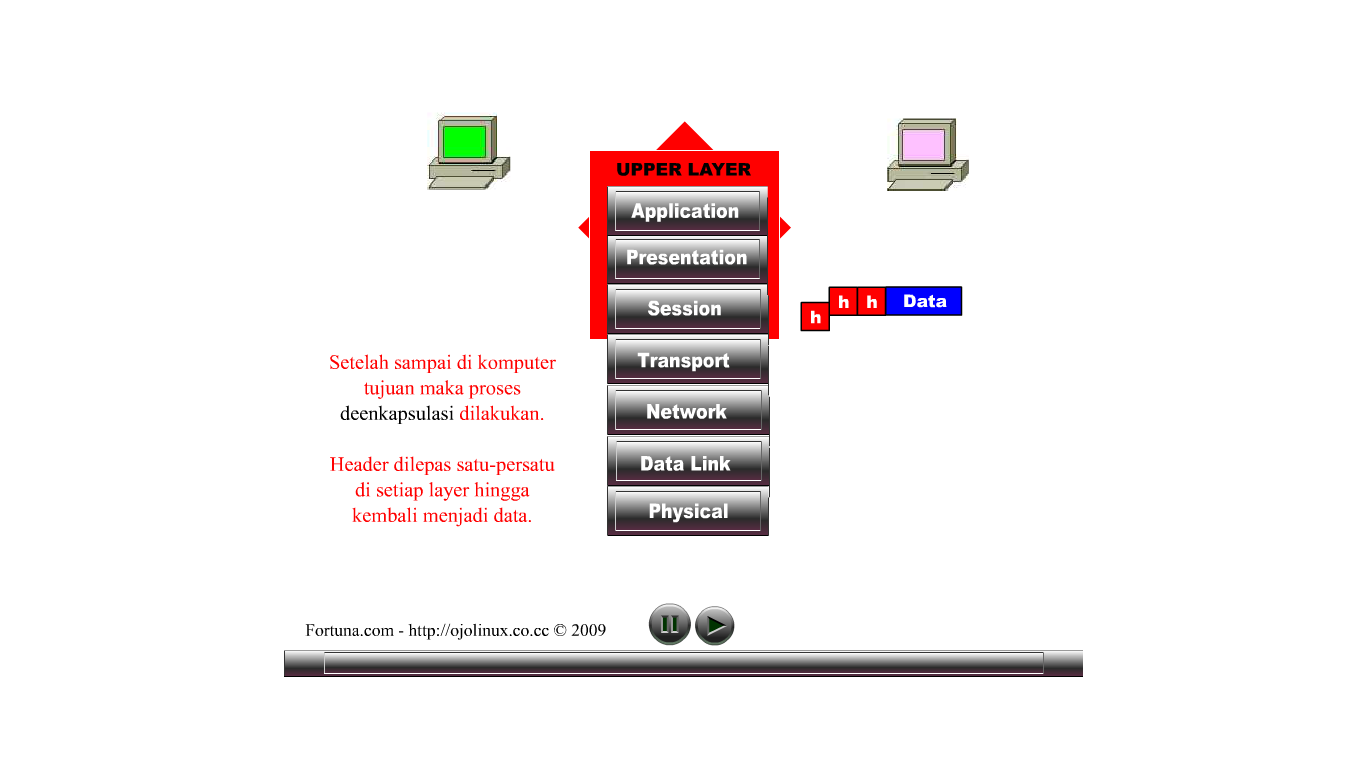 UPPER LAYER
Application
Presentation
Session
Transport
Network
Data Link
Physical
h
h
h
Data
Setelah sampai di komputer
tujuan maka proses
deenkapsulasi dilakukan.
Header dilepas satu-persatu
di setiap layer hingga
kembali menjadi data.
Fortuna.com - http://ojolinux.co.cc © 2009